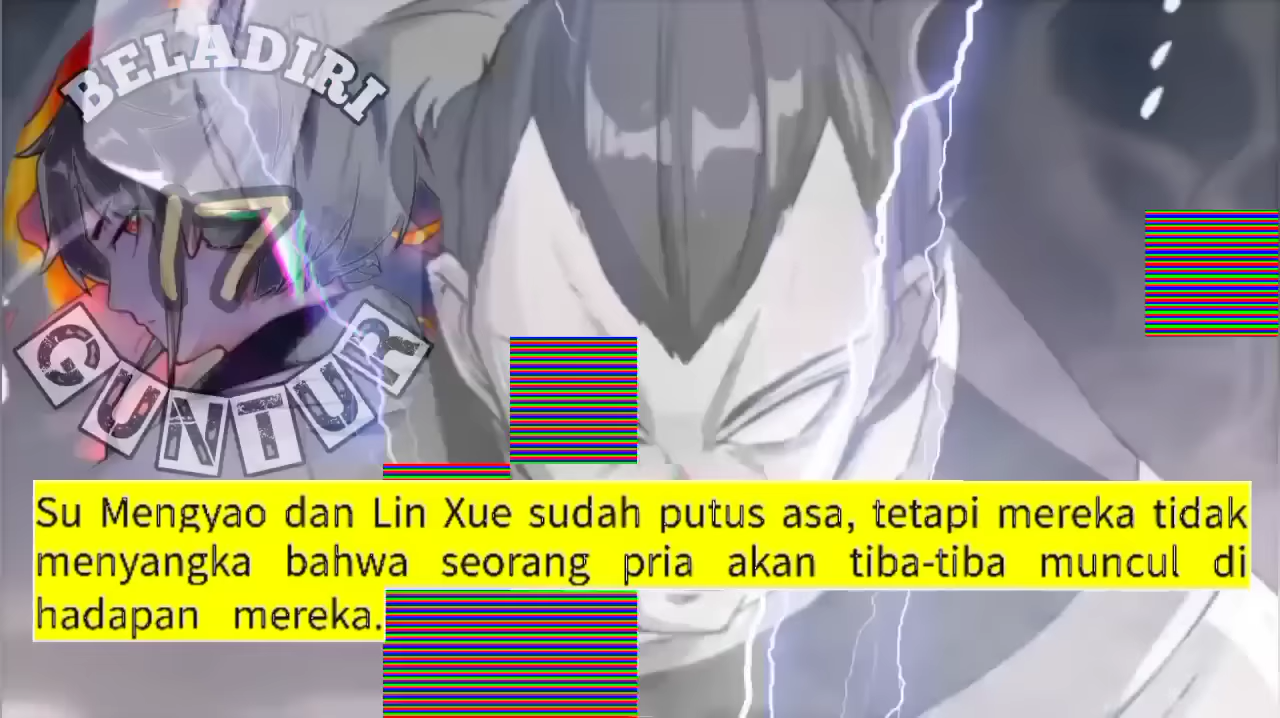 BELADIRI
17
GUNTUR
Su Mengyao dan Lin Xue sudah putus asa, tetapi mereka tidak
menyangka bahwa seorang pria akan tiba-tiba muncul di
hadapan mereka.